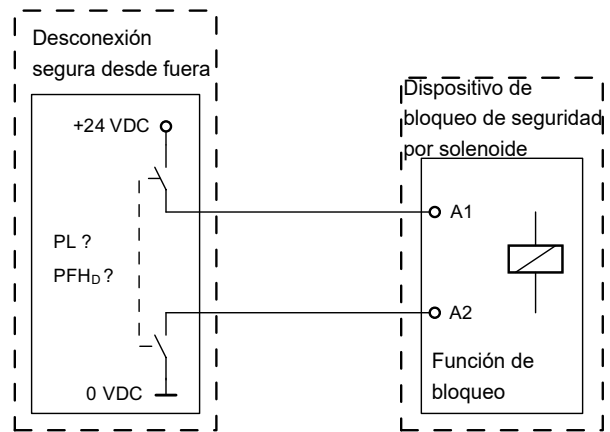 Desconexión
segura desde fuera
+24 VDC
PL ?
PFHD ?
0 VDC
Dispositivo de
bloqueo de seguridad
por solenoide
A1
A2
Función de
bloqueo